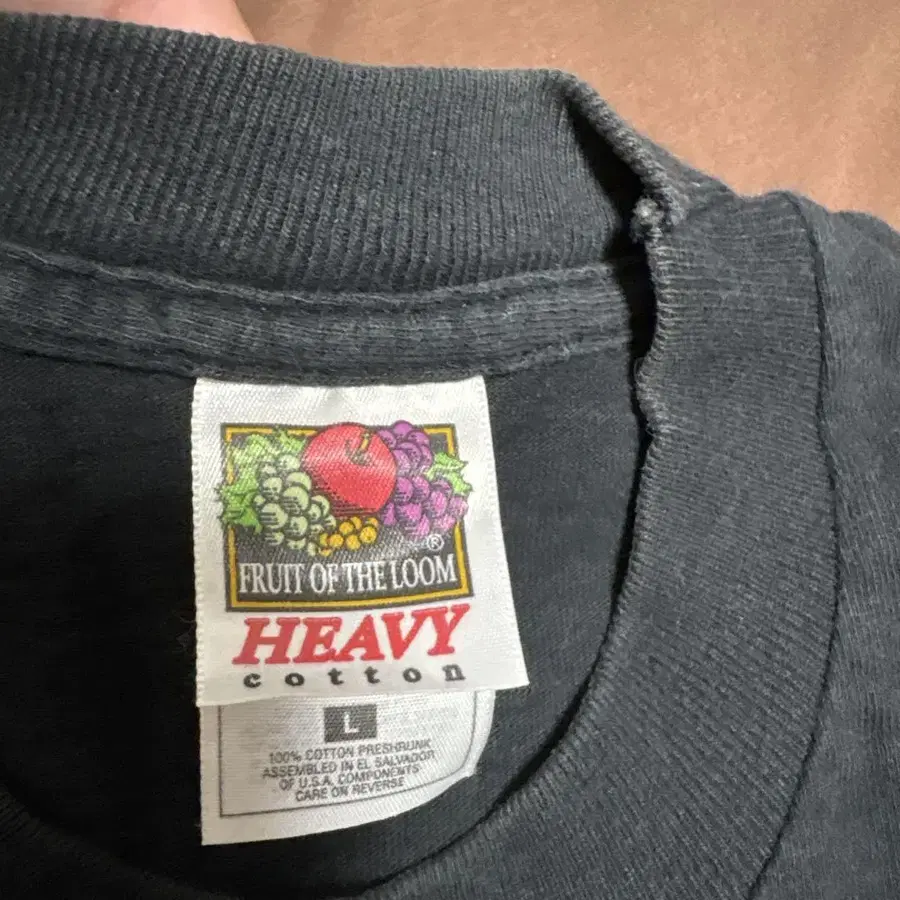 ®
FRUIT OF THE LOOM
HEAVY
cotton
L
100% COTTON PRESHRUNK
ASSEMBLED IN EL SALVADOR
OF U.S.A. COMPONENTS
CARE ON REVERSE